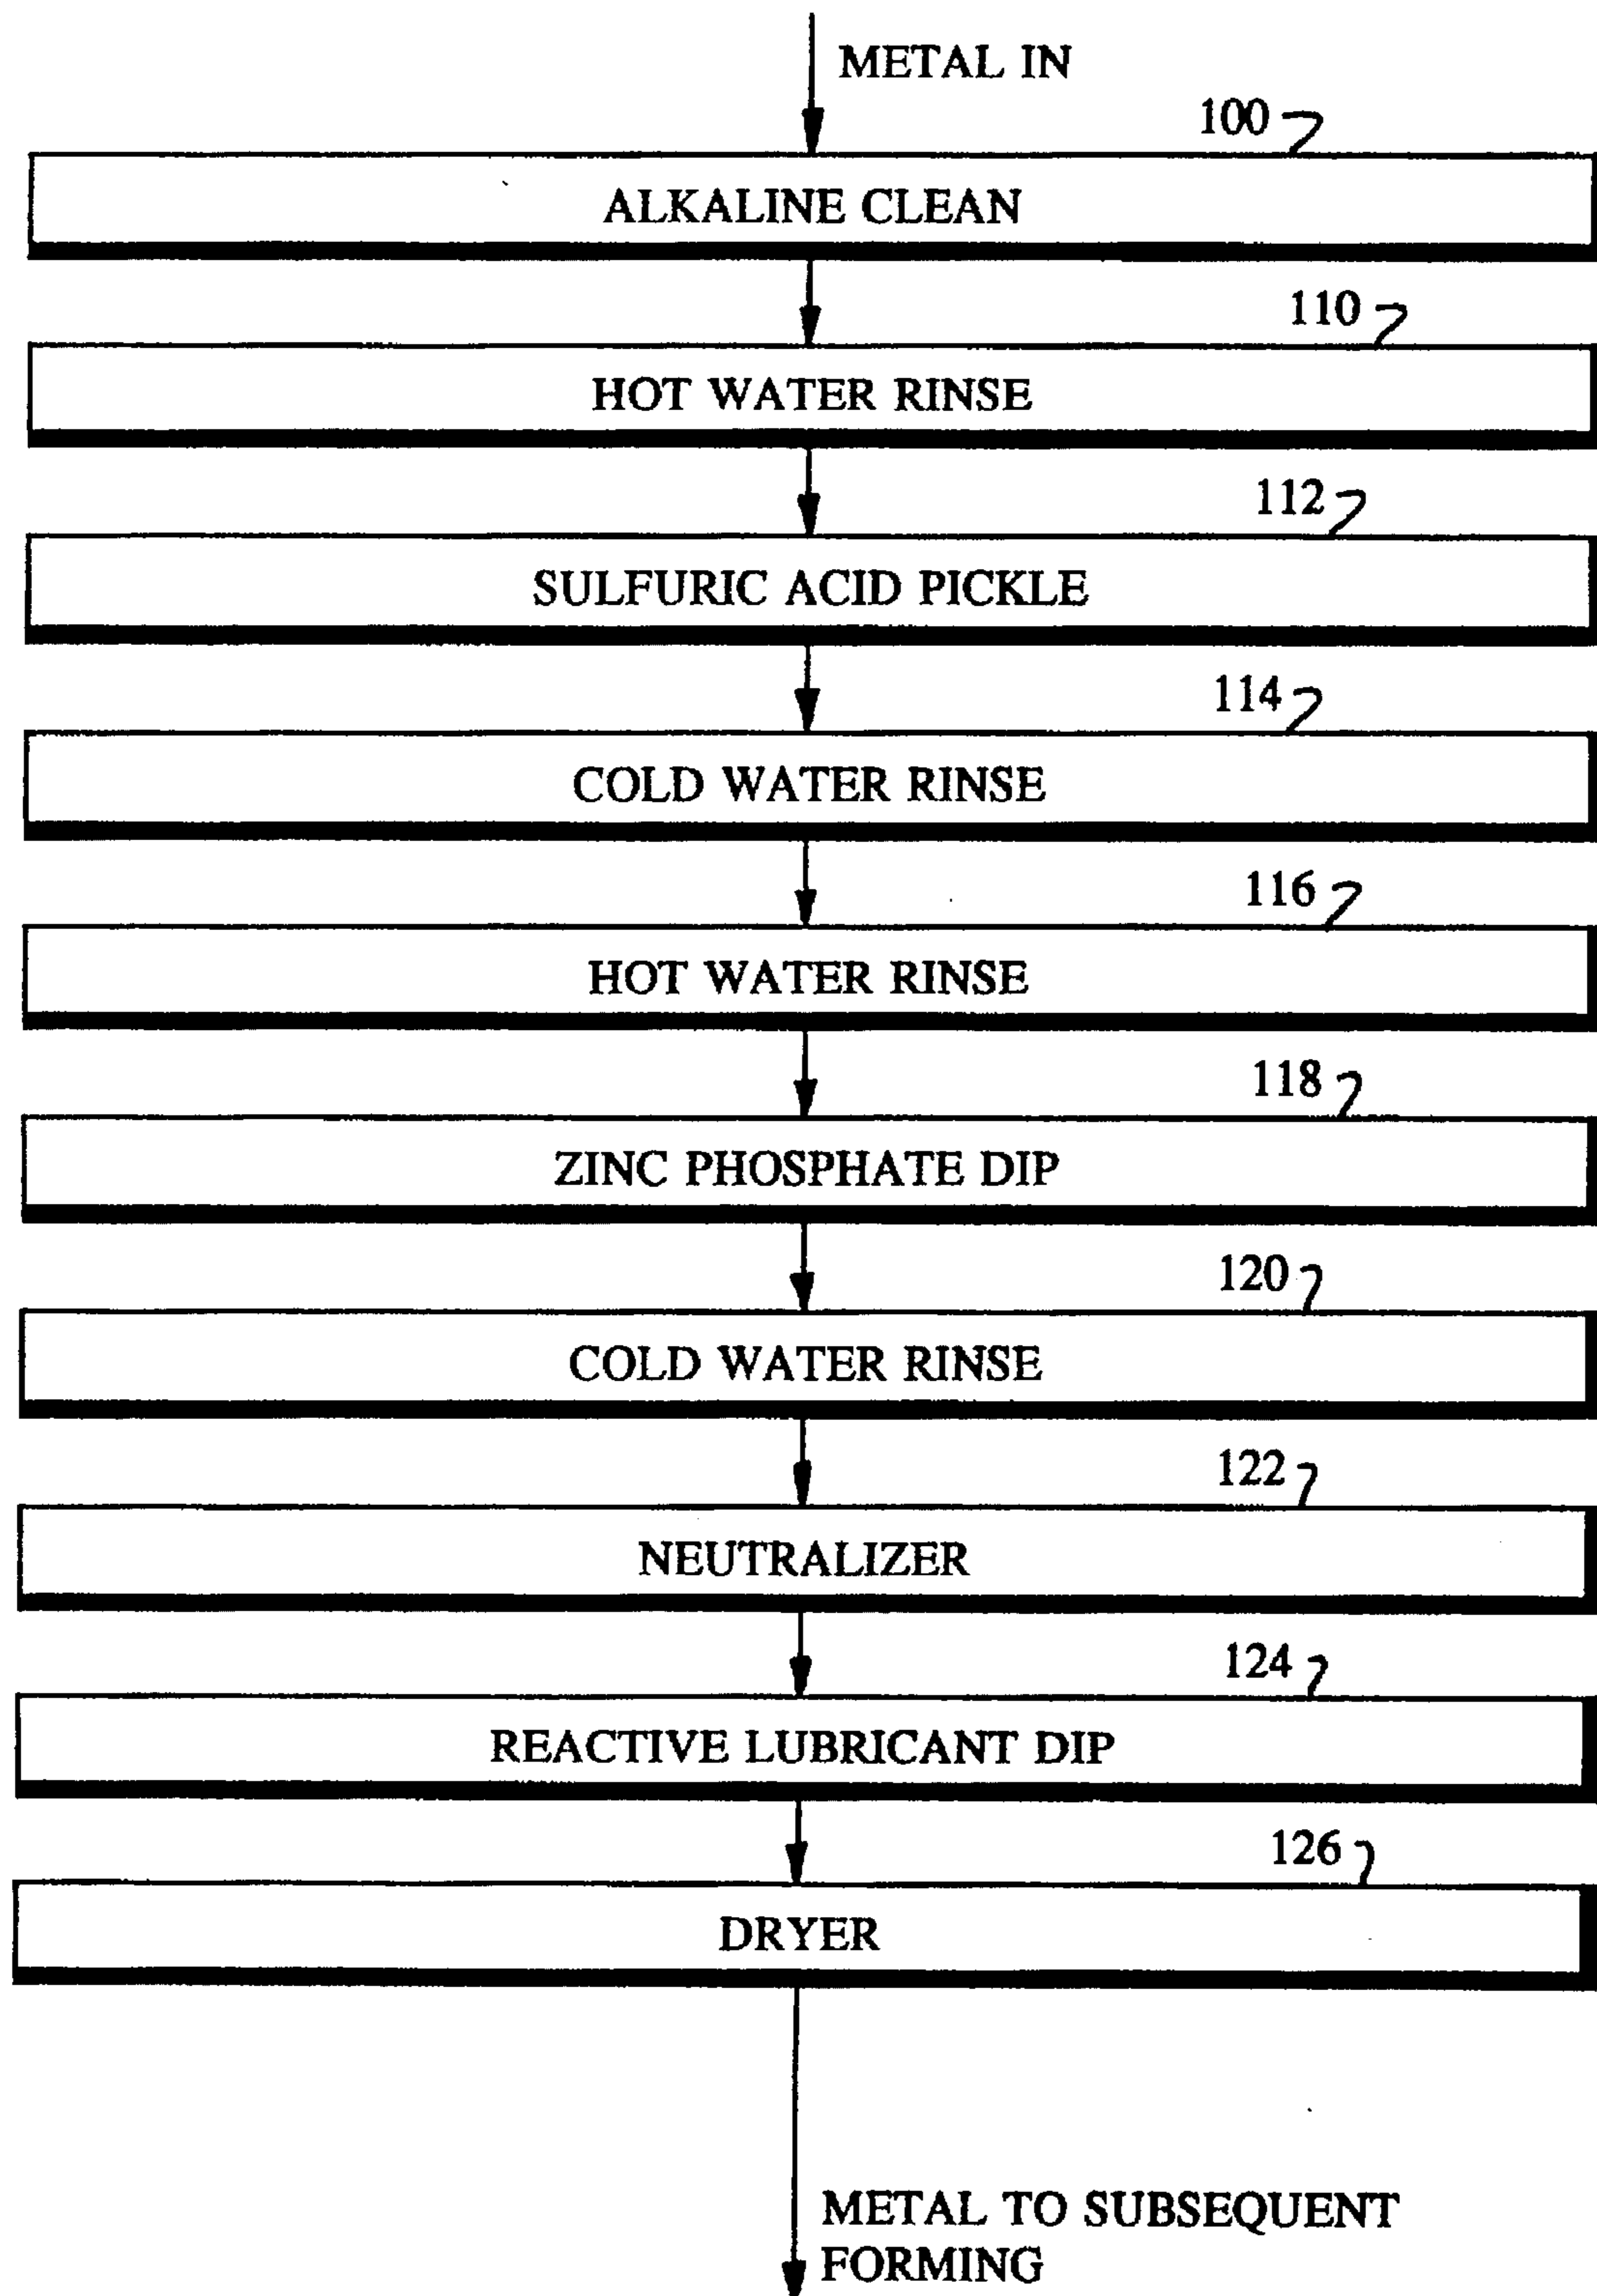 METAL IN
100
ALKALINE CLEAN
110
HOT WATER RINSE
112
SULFURIC ACID PICKLE
114
COLD WATER RINSE
116
HOT WATER RINSE
118
ZINC PHOSPHATE DIP
120
COLD WATER RINSE
122
NEUTRALIZER
124
REACTIVE LUBRICANT DIP
126
DRYER
METAL TO SUBSEQUENT
FORMING